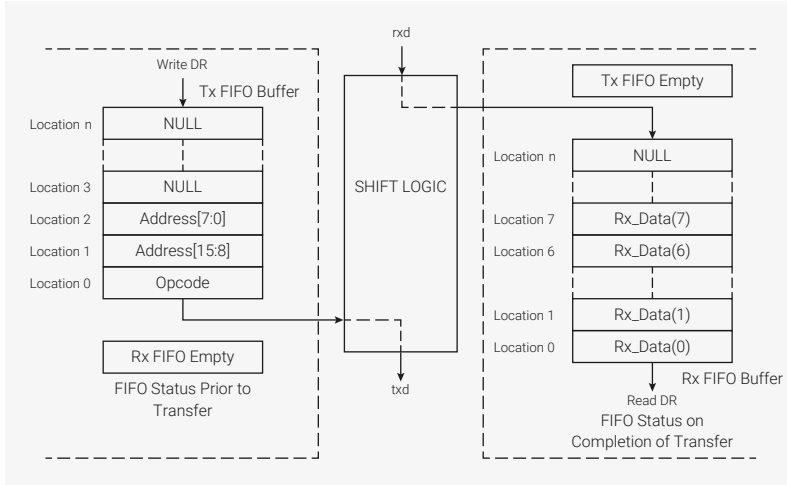 rxd
Write DR
Tx FIFO Buffer
Location n
NULL
Location 3
NULL
Location 2
Address[7:0]
Location 1
Address[15:8]
Location 0
Opcode
Rx FIFO Empty
FIFO Status Prior to
Transfer
SHIFT LOGIC
txd
Tx FIFO Empty
Location n
NULL
Location 7
Rx_Data(7)
Location 6
Rx_Data(6)
Location 1
Rx_Data(1)
Location 0
Rx_Data(0)
Rx FIFO Buffer
Read DR
FIFO Status on
Completion of Transfer